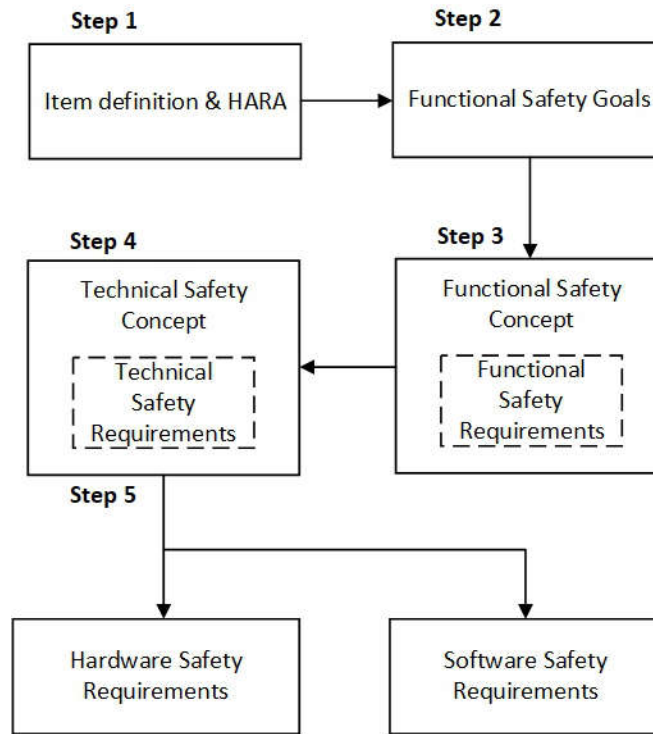 Step 1
Item definition & HARA
Step 2
Functional Safety Goals
Step 3
Functional Safety
Concept
Functional
Safety
Requirements
Step 4
Technical Safety
Concept
Technical
Safety
Requirements
Step 5
Hardware Safety
Requirements
Software Safety
Requirements